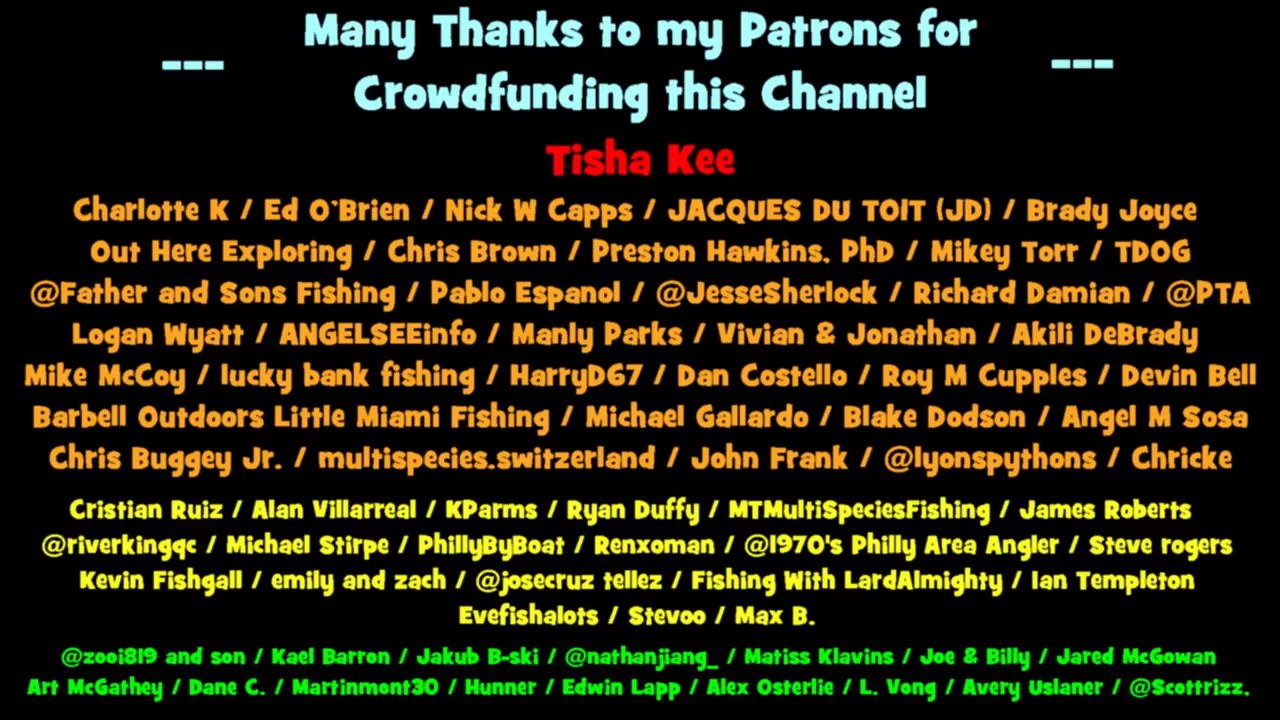 Many Thanks to my Patrons for
--- Crowdfunding this Channel ---
Tisha Kee
Charlotte K / Ed O'Brien / Nick W Capps / JACQUES DU TOIT (JD) / Brady Joyce
Out Here Exploring / Chris Brown / Preston Hawkins, PhD / Mikey Torr / TDOG
@Father and Sons Fishing / Pablo Espanol / @JesseSherlock / Richard Damian / @PTA
Logan Wyatt / ANGELSEEinfo / Manly Parks / Vivian & Jonathan / Akili DeBrady
Mike McCoy / lucky bank fishing / HarryD67 / Dan Costello / Roy M Cupples / Devin Bell
Barbell Outdoors Little Miami Fishing / Michael Gallardo / Blake Dodson / Angel M Sosa
Chris Buggey Jr. / multispecies.switzerland / John Frank / @lyonspythons / Chricke
Cristian Ruiz / Alan Villarreal / KParms / Ryan Duffy / MTMultiSpeciesFishing / James Roberts
@riverkingqc / Michael Stirpe / PhillyByBoat / Renxoman / @1970's Philly Area Angler / Steve rogers
Kevin Fishgall / emily and zach / @josecruz tellez / Fishing With LardAlmighty / Ian Templeton
Evefishalots / Stevoo / Max B.
@zooi819 and son / Kael Barron / Jakub B-ski / @nathanjiang_ / Matiss Klavins / Joe & Billy / Jared McGowan
Art McGathey / Dane C. / Martinmont30 / Hunner / Edwin Lapp / Alex Osterlie / L. Vong / Avery Uslaner / @Scottrizz.